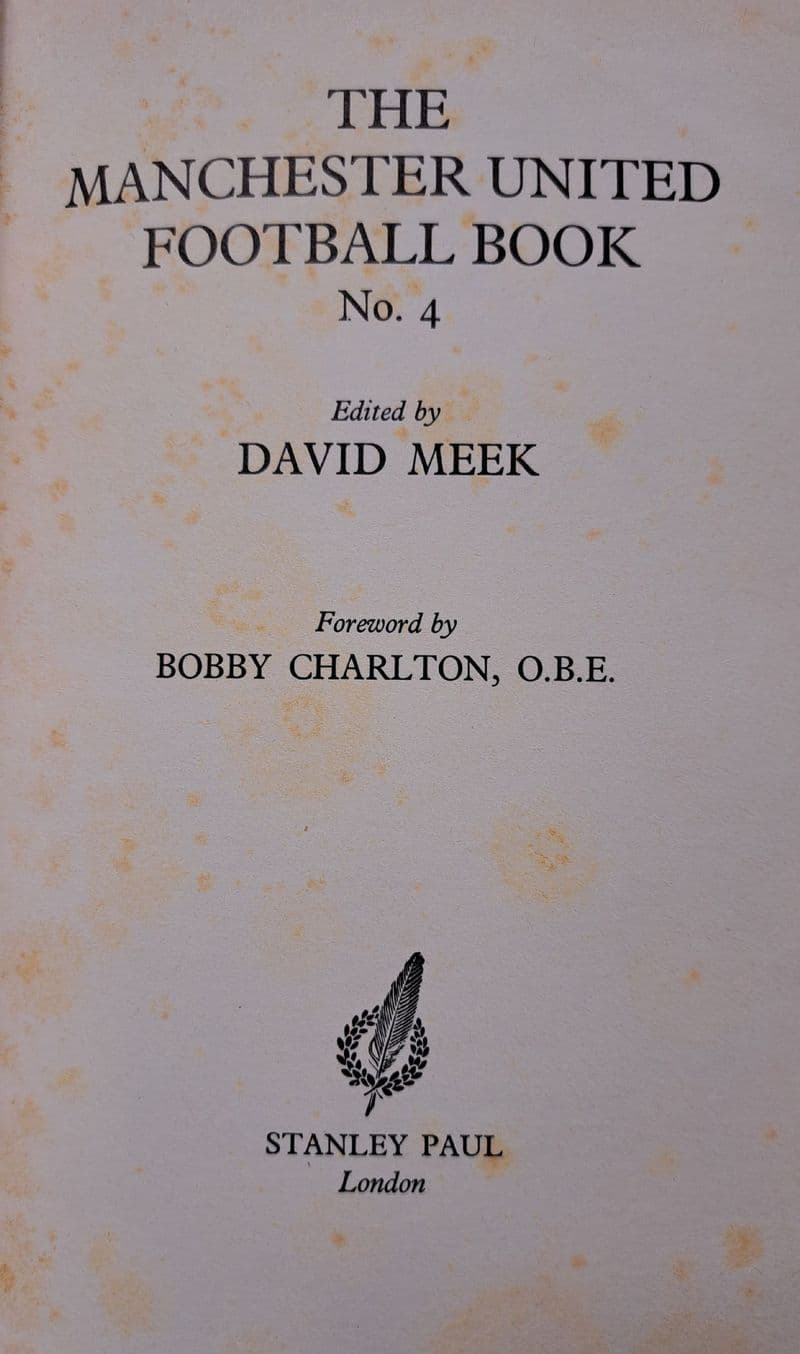 THE
MANCHESTER UNITED
FOOTBALL BOOK
No. 4
Edited by
DAVID MEEK
Foreword by
BOBBY CHARLTON, O.B.E.
STANLEY PAUL
London